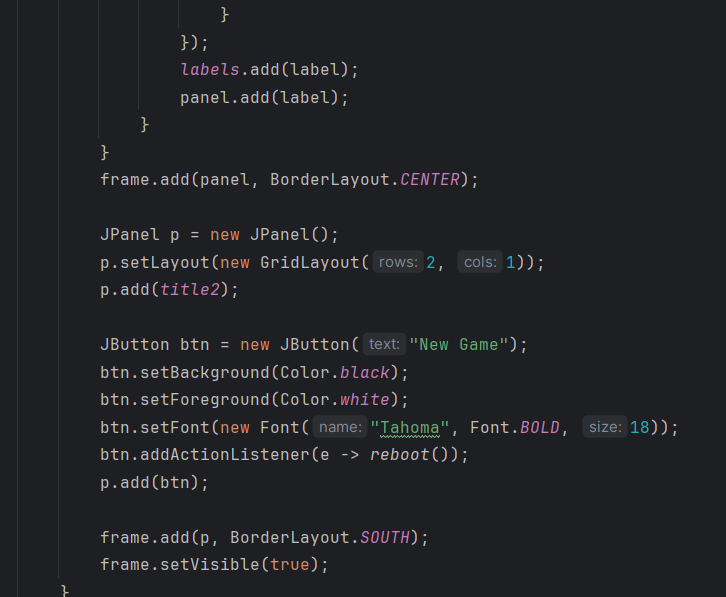 }
});
labels.add(label);
panel.add(label);
}
}
frame.add(panel, BorderLayout.CENTER);
JPanel p = new JPanel();
p.setLayout(new GridLayout( rows: 2, cols: 1));
p.add(title2);
JButton btn = new JButton( text: "New Game");
btn.setBackground(Color.black);
btn.setForeground(Color.white);
btn.setFont(new Font( name: "Tahoma", Font.BOLD, size: 18));
btn.addActionListener(e -> reboot());
p.add(btn);
frame.add(p, BorderLayout.SOUTH);
frame.setVisible(true);
}